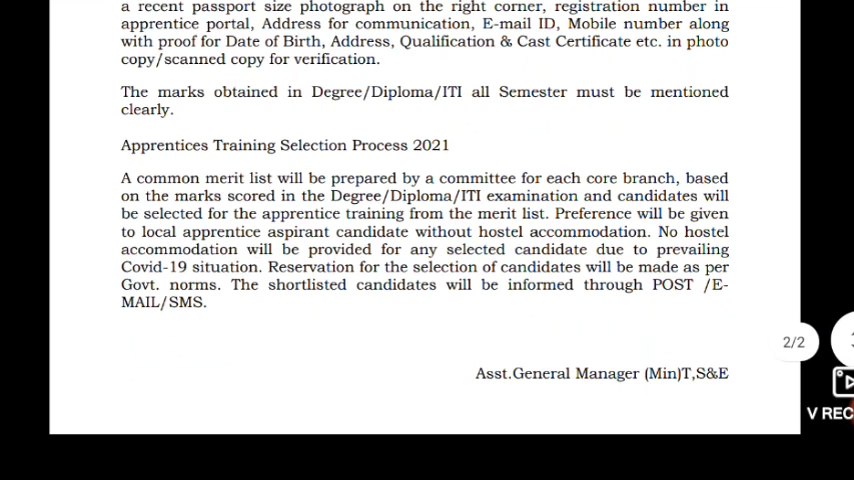 a recent passport size photograph on the right corner, registration number in
apprentice portal, Address for communication, E-mail ID, Mobile number along
with proof for Date of Birth, Address, Qualification & Cast Certificate etc. in photo
copy/scanned copy for verification.
The marks obtained in Degree/Diploma/ITI all Semester must be mentioned
clearly.
Apprentices Training Selection Process 2021
A common merit list will be prepared by a committee for each core branch, based
on the marks scored in the Degree/Diploma/ITI examination and candidates will
be selected for the apprentice training from the merit list. Preference will be given
to local apprentice aspirant candidate without hostel accommodation. No hostel
accommodation will be provided for any selected candidate due to prevailing
Covid-19 situation. Reservation for the selection of candidates will be made as per
Govt. norms. The shortlisted candidates will be informed through POST /E-
MAIL/SMS.
2/2
Asst.General Manager (Min)T,S&E
V REC